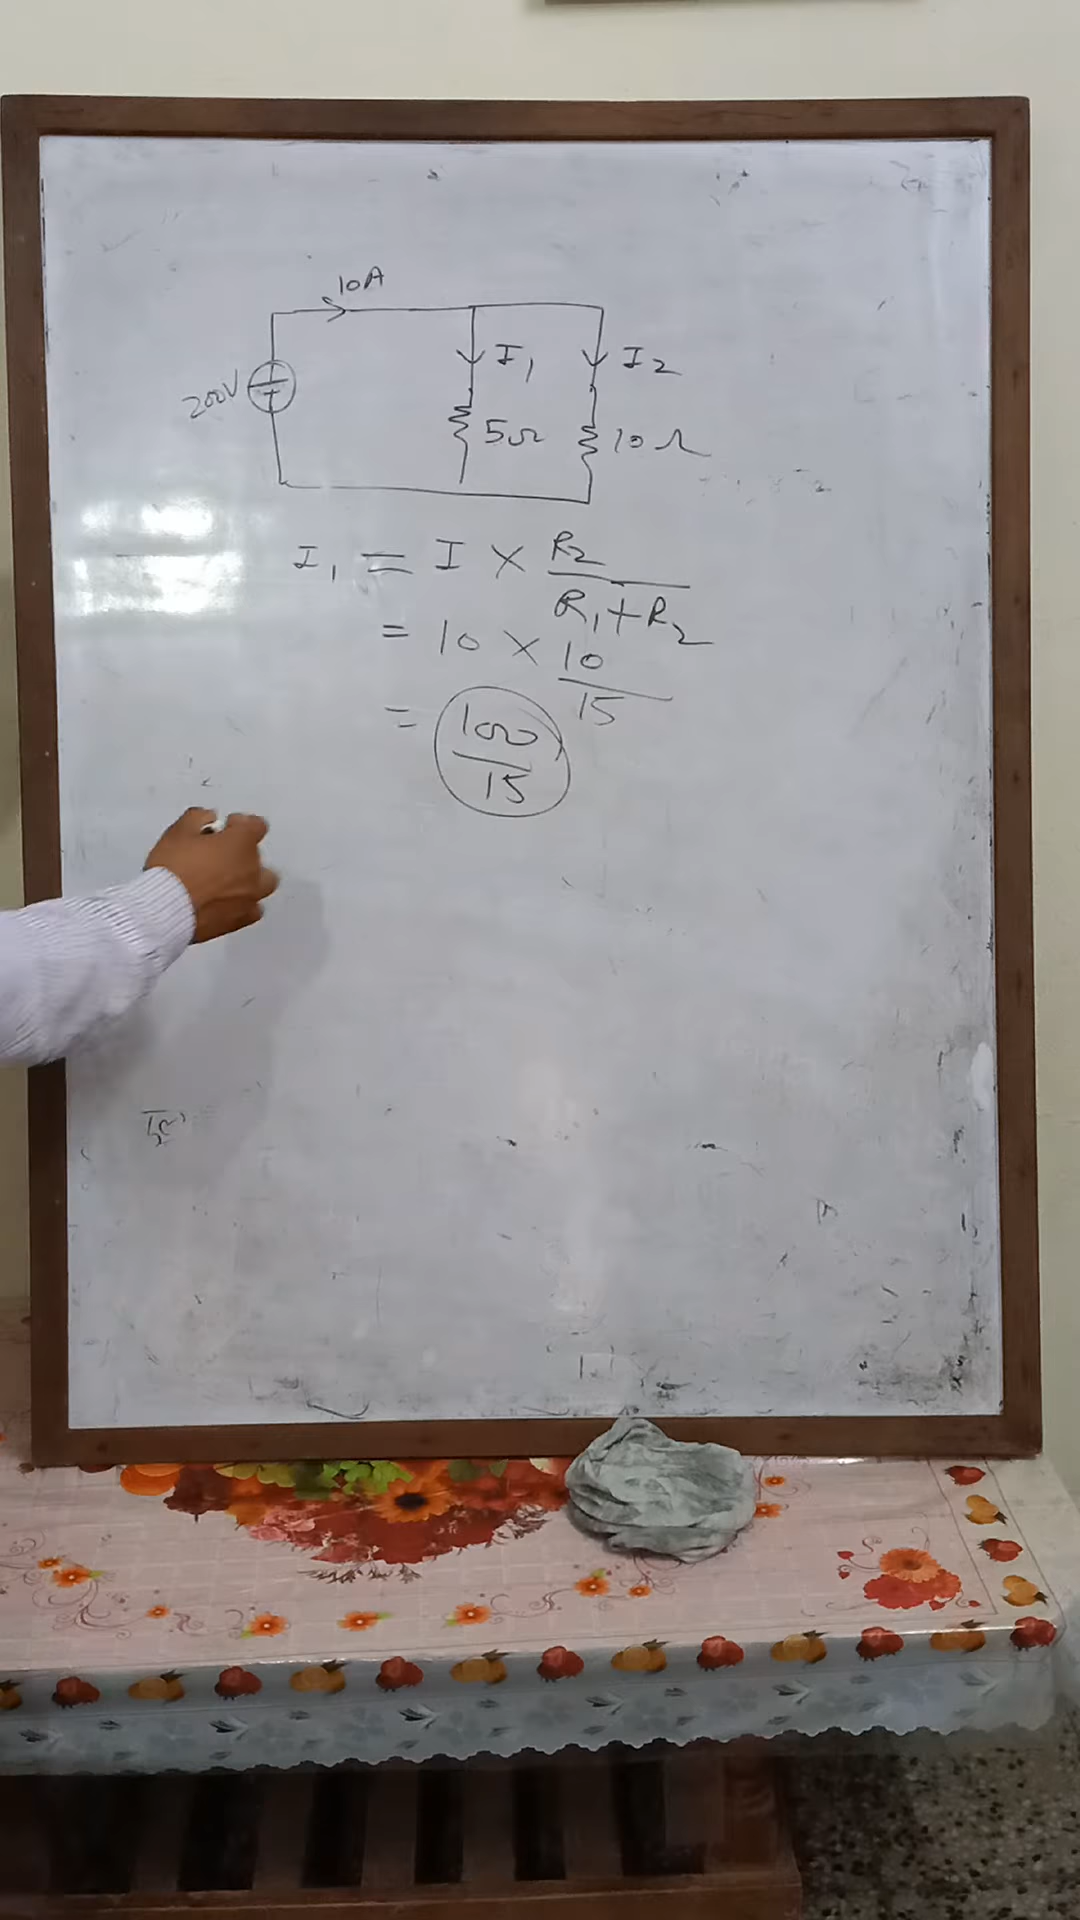 10A
200V
I1
I2
5Ω
10Ω
I1 = I × R2/(R1+R2)
= 10 × 10/15
= 100/15